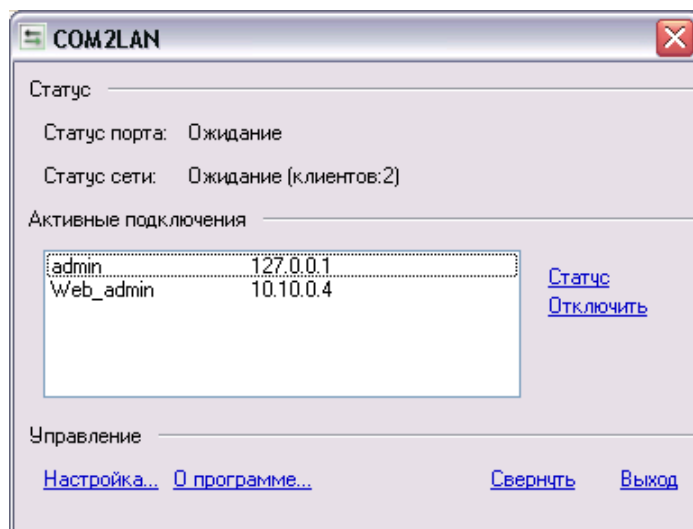 COM2LAN
Статус
Статус порта: Ожидание
Статус сети: Ожидание (клиентов:2)
Активные подключения
admin 127.0.0.1
Web_admin 10.10.0.4
Статус
Отключить
Управление
Настройка... О программе... Свернуть Выход